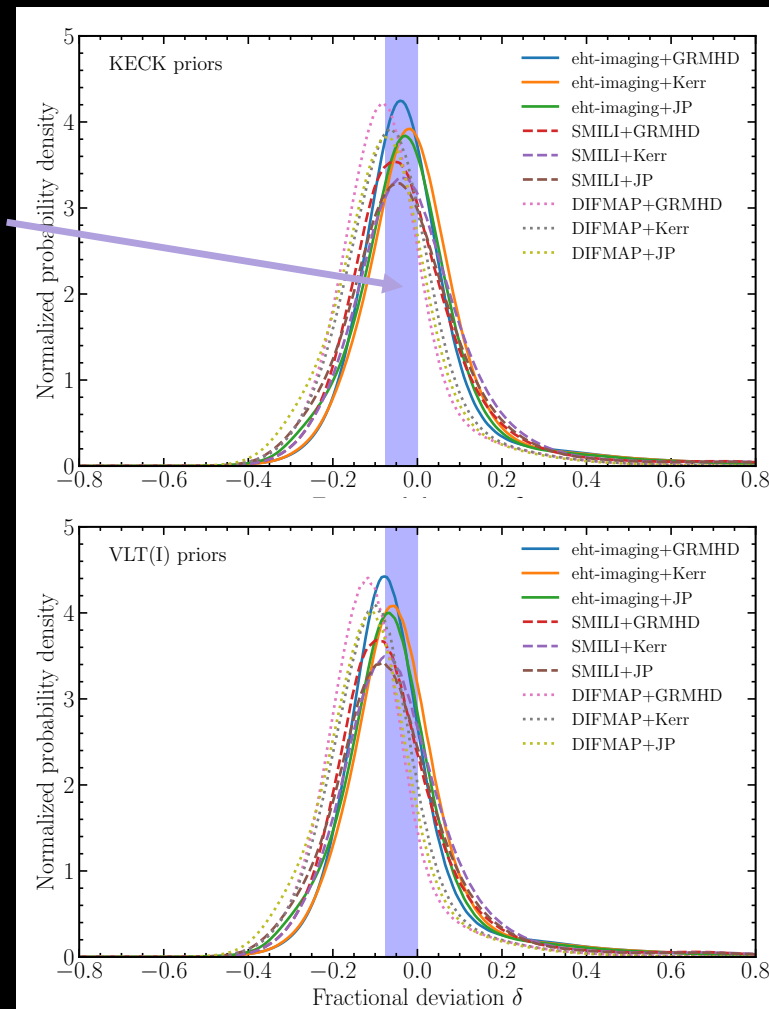 KECK priors
eht-imaging+GRMHD
eht-imaging+Kerr
eht-imaging+JP
SMILI+GRMHD
SMILI+Kerr
SMILI+JP
DIFMAP+GRMHD
DIFMAP+Kerr
DIFMAP+JP
Normalized probability density
5
4
3
2
1
0
−0.8 −0.6 −0.4 −0.2 0.0 0.2 0.4 0.6 0.8
VLT(I) priors
eht-imaging+GRMHD
eht-imaging+Kerr
eht-imaging+JP
SMILI+GRMHD
SMILI+Kerr
SMILI+JP
DIFMAP+GRMHD
DIFMAP+Kerr
DIFMAP+JP
Normalized probability density
5
4
3
2
1
0
−0.8 −0.6 −0.4 −0.2 0.0 0.2 0.4 0.6 0.8
Fractional deviation δ